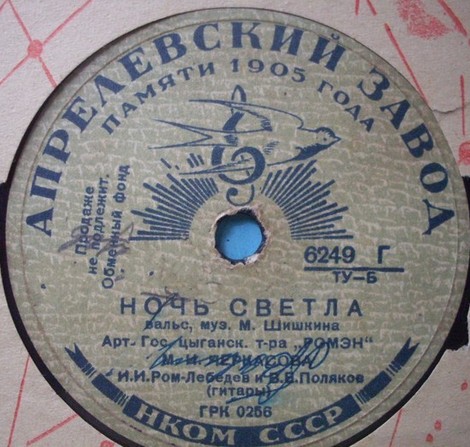 АПРЕЛЕВСКИЙ ЗАВОД
ПАМЯТИ 1905 ГОДА
Продаже
не подлежит.
Обменный фонд
6249 Г
ТУ–Б
НОЧЬ СВЕТЛА
вальс, муз. М. Шишкина
Арт. Гос. цыганск. т-ра „РОМЭН“
М. И. ЧЕРКАСОВА
И.И.Ром-Лебедев и В.В.Поляков
(гитары)
ГРК 0256
НКОМ СССР